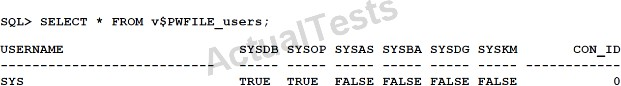 SQL> SELECT * FROM v$PWFILE_users;
USERNAME SYSDB SYSOP SYSAS SYSBA SYSDG SYSKM CON_ID
------------------------------ ----- ----- ----- ----- ----- ----- ----------
SYS TRUE TRUE FALSE FALSE FALSE FALSE 0
ActualTests